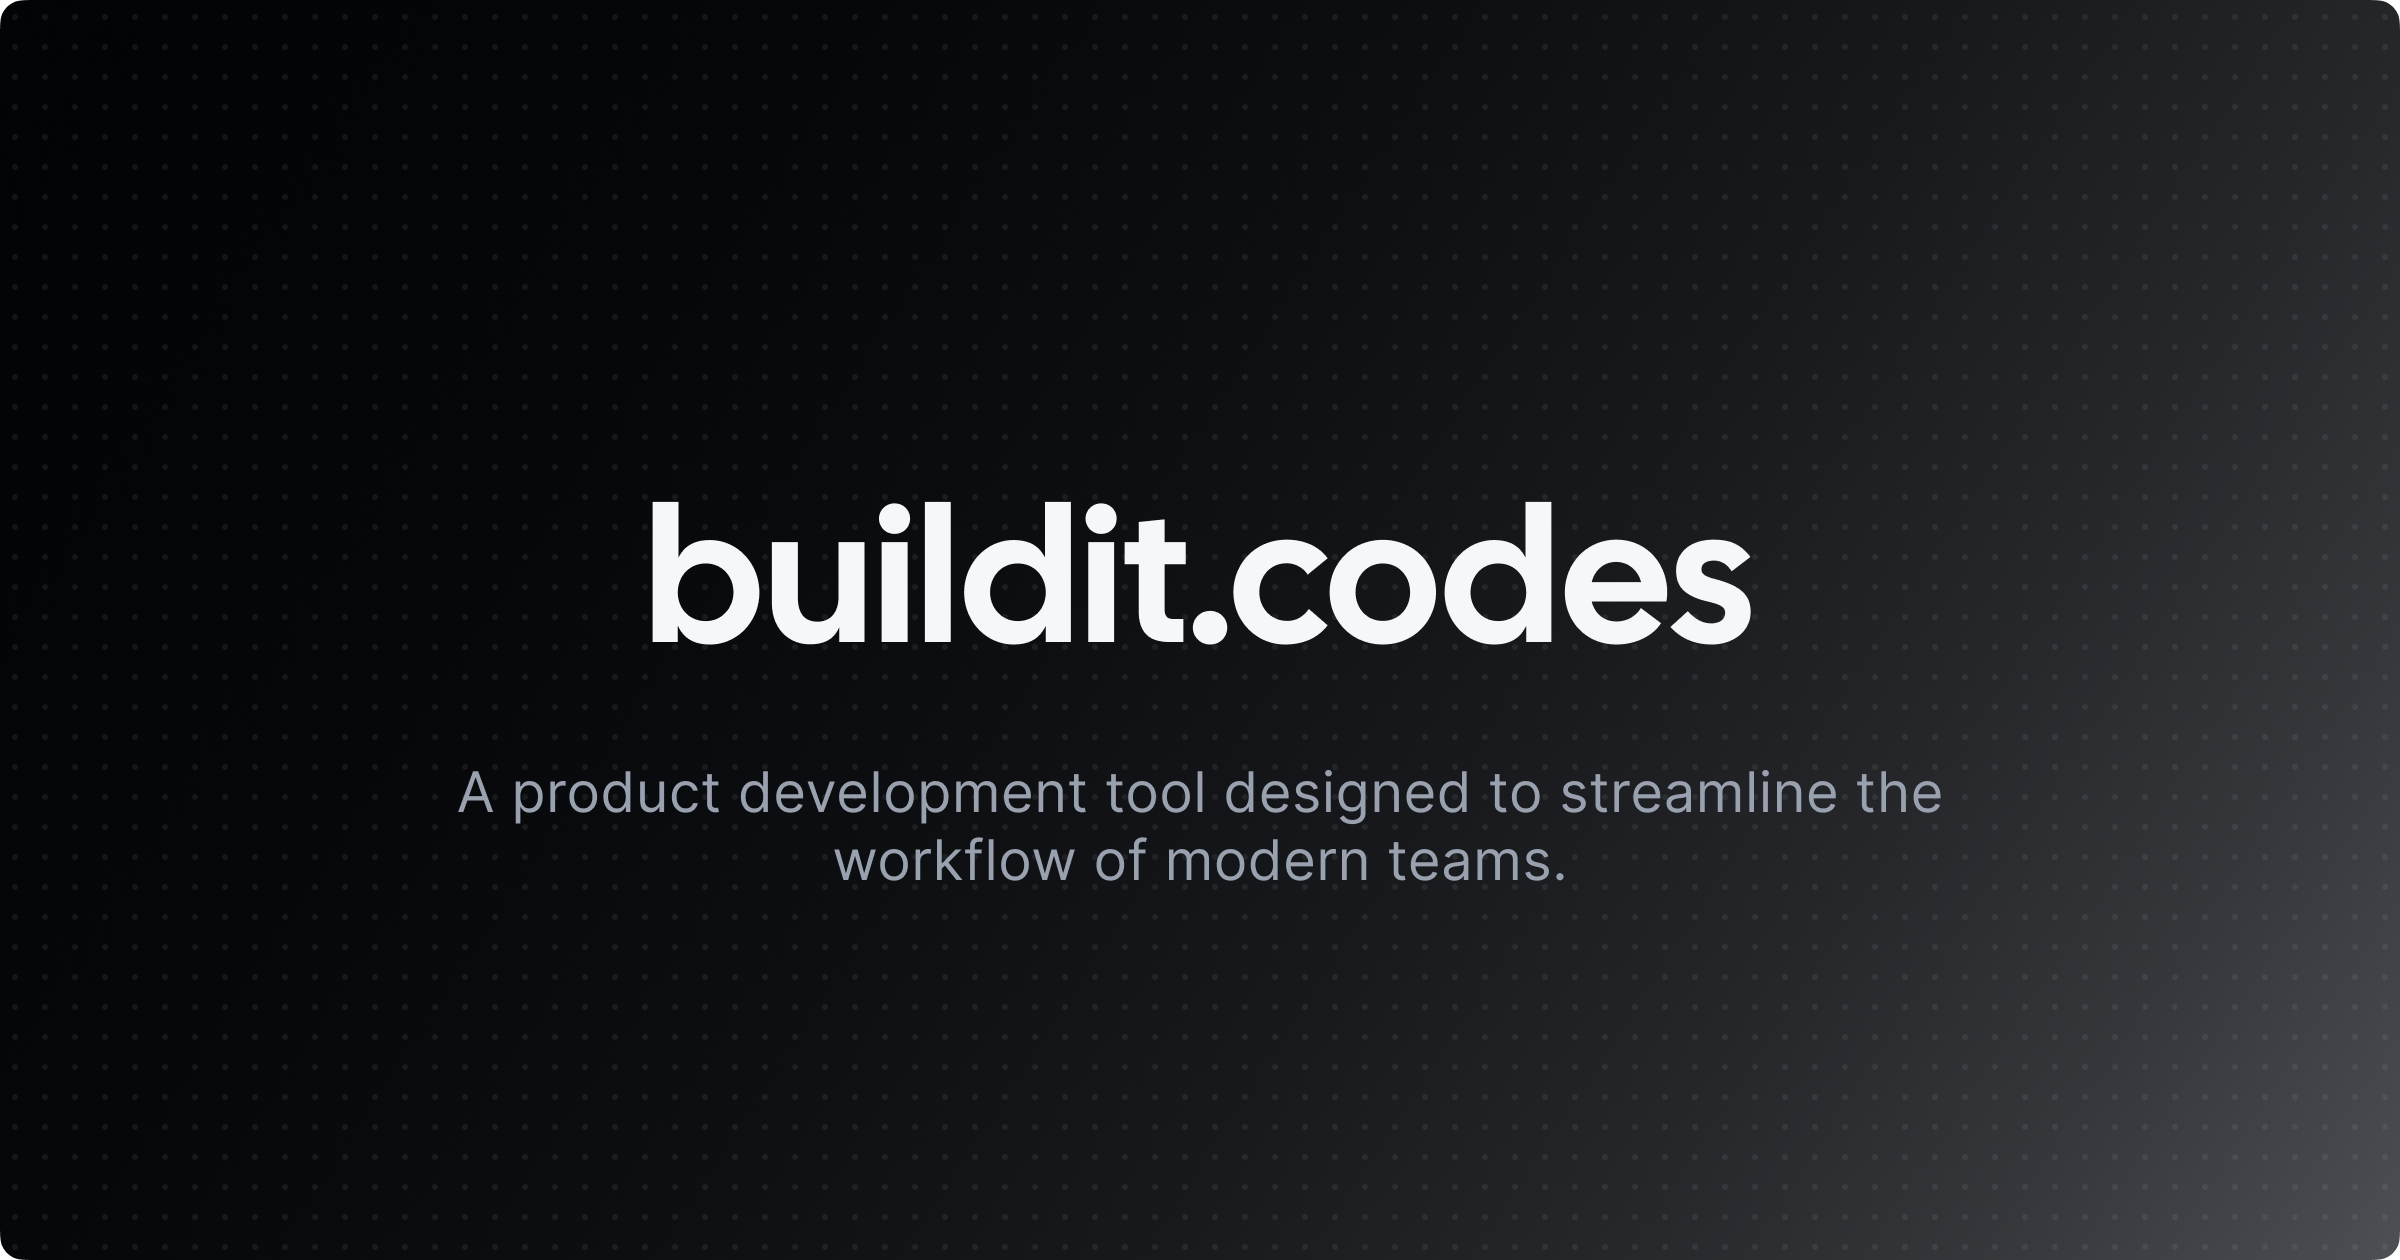 buildit.codes
A product development tool designed to streamline the
workflow of modern teams.